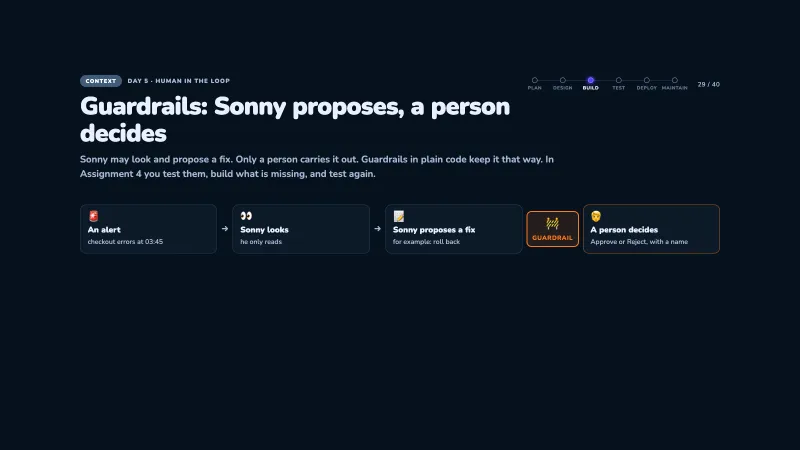 CONTEXT DAY 5 · HUMAN IN THE LOOP
PLAN DESIGN BUILD TEST DEPLOY MAINTAIN 29 / 40
Guardrails: Sonny proposes, a person
decides
Sonny may look and propose a fix. Only a person carries it out. Guardrails in plain code keep it that way. In
Assignment 4 you test them, build what is missing, and test again.
An alert
checkout errors at 03:45
→
Sonny looks
he only reads
→
Sonny proposes a fix
for example: roll back
GUARDRAIL
A person decides
Approve or Reject, with a name